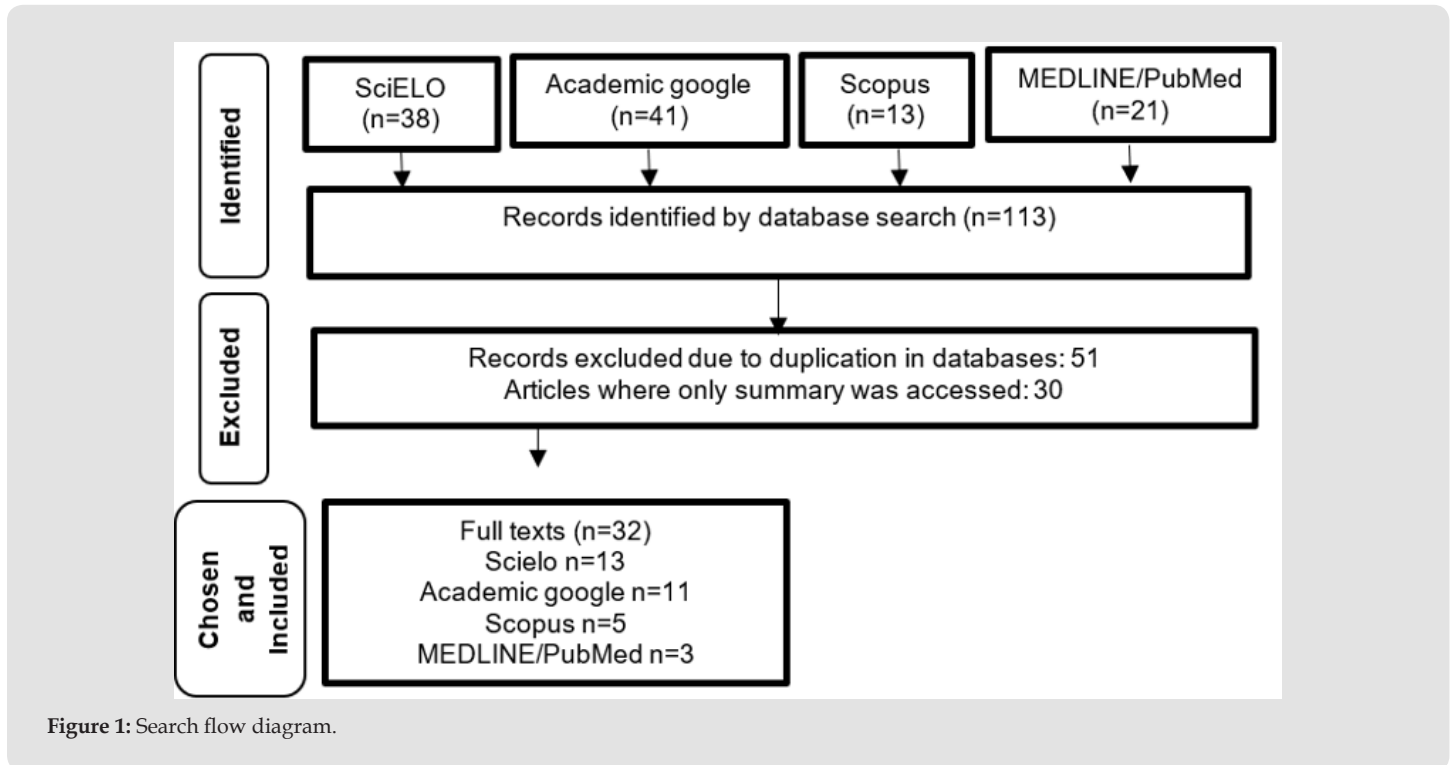 Identified
SciELO
(n=38)
Academic google
(n=41)
Scopus
(n=13)
MEDLINE/PubMed
(n=21)
Records identified by database search (n=113)
Excluded
Records excluded due to duplication in databases: 51
Articles where only summary was accessed: 30
Chosen
and
Included
Full texts (n=32)
Scielo n=13
Academic google n=11
Scopus n=5
MEDLINE/PubMed n=3
Figure 1: Search flow diagram.